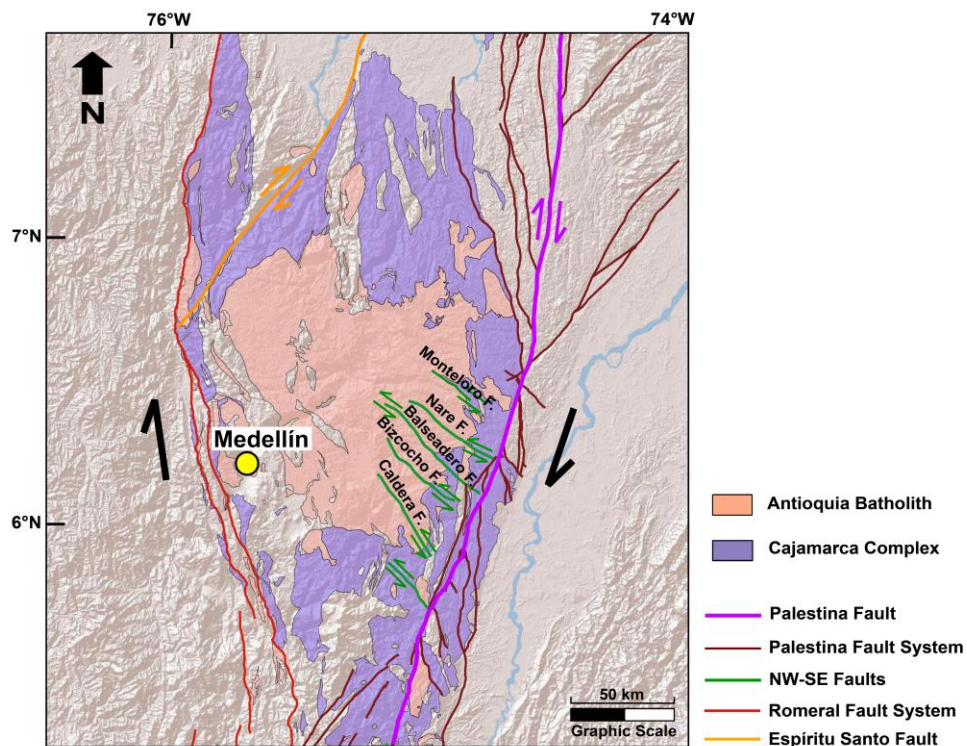 76°W
74°W
N
7°N
6°N
Monteloro F.
Nare F.
Balseadero F.
Bizcocho F.
Caldera F.
Medellín
50 km
Graphic Scale
Antioquia Batholith
Cajamarca Complex
Palestina Fault
Palestina Fault System
NW-SE Faults
Romeral Fault System
Espíritu Santo Fault